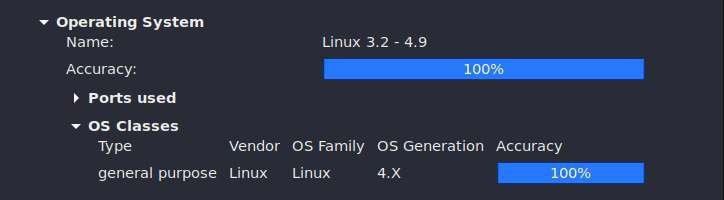 Operating System
Name: Linux 3.2 - 4.9
Accuracy: 100%
Ports used
OS Classes
Type Vendor OS Family OS Generation Accuracy
general purpose Linux Linux 4.X 100%